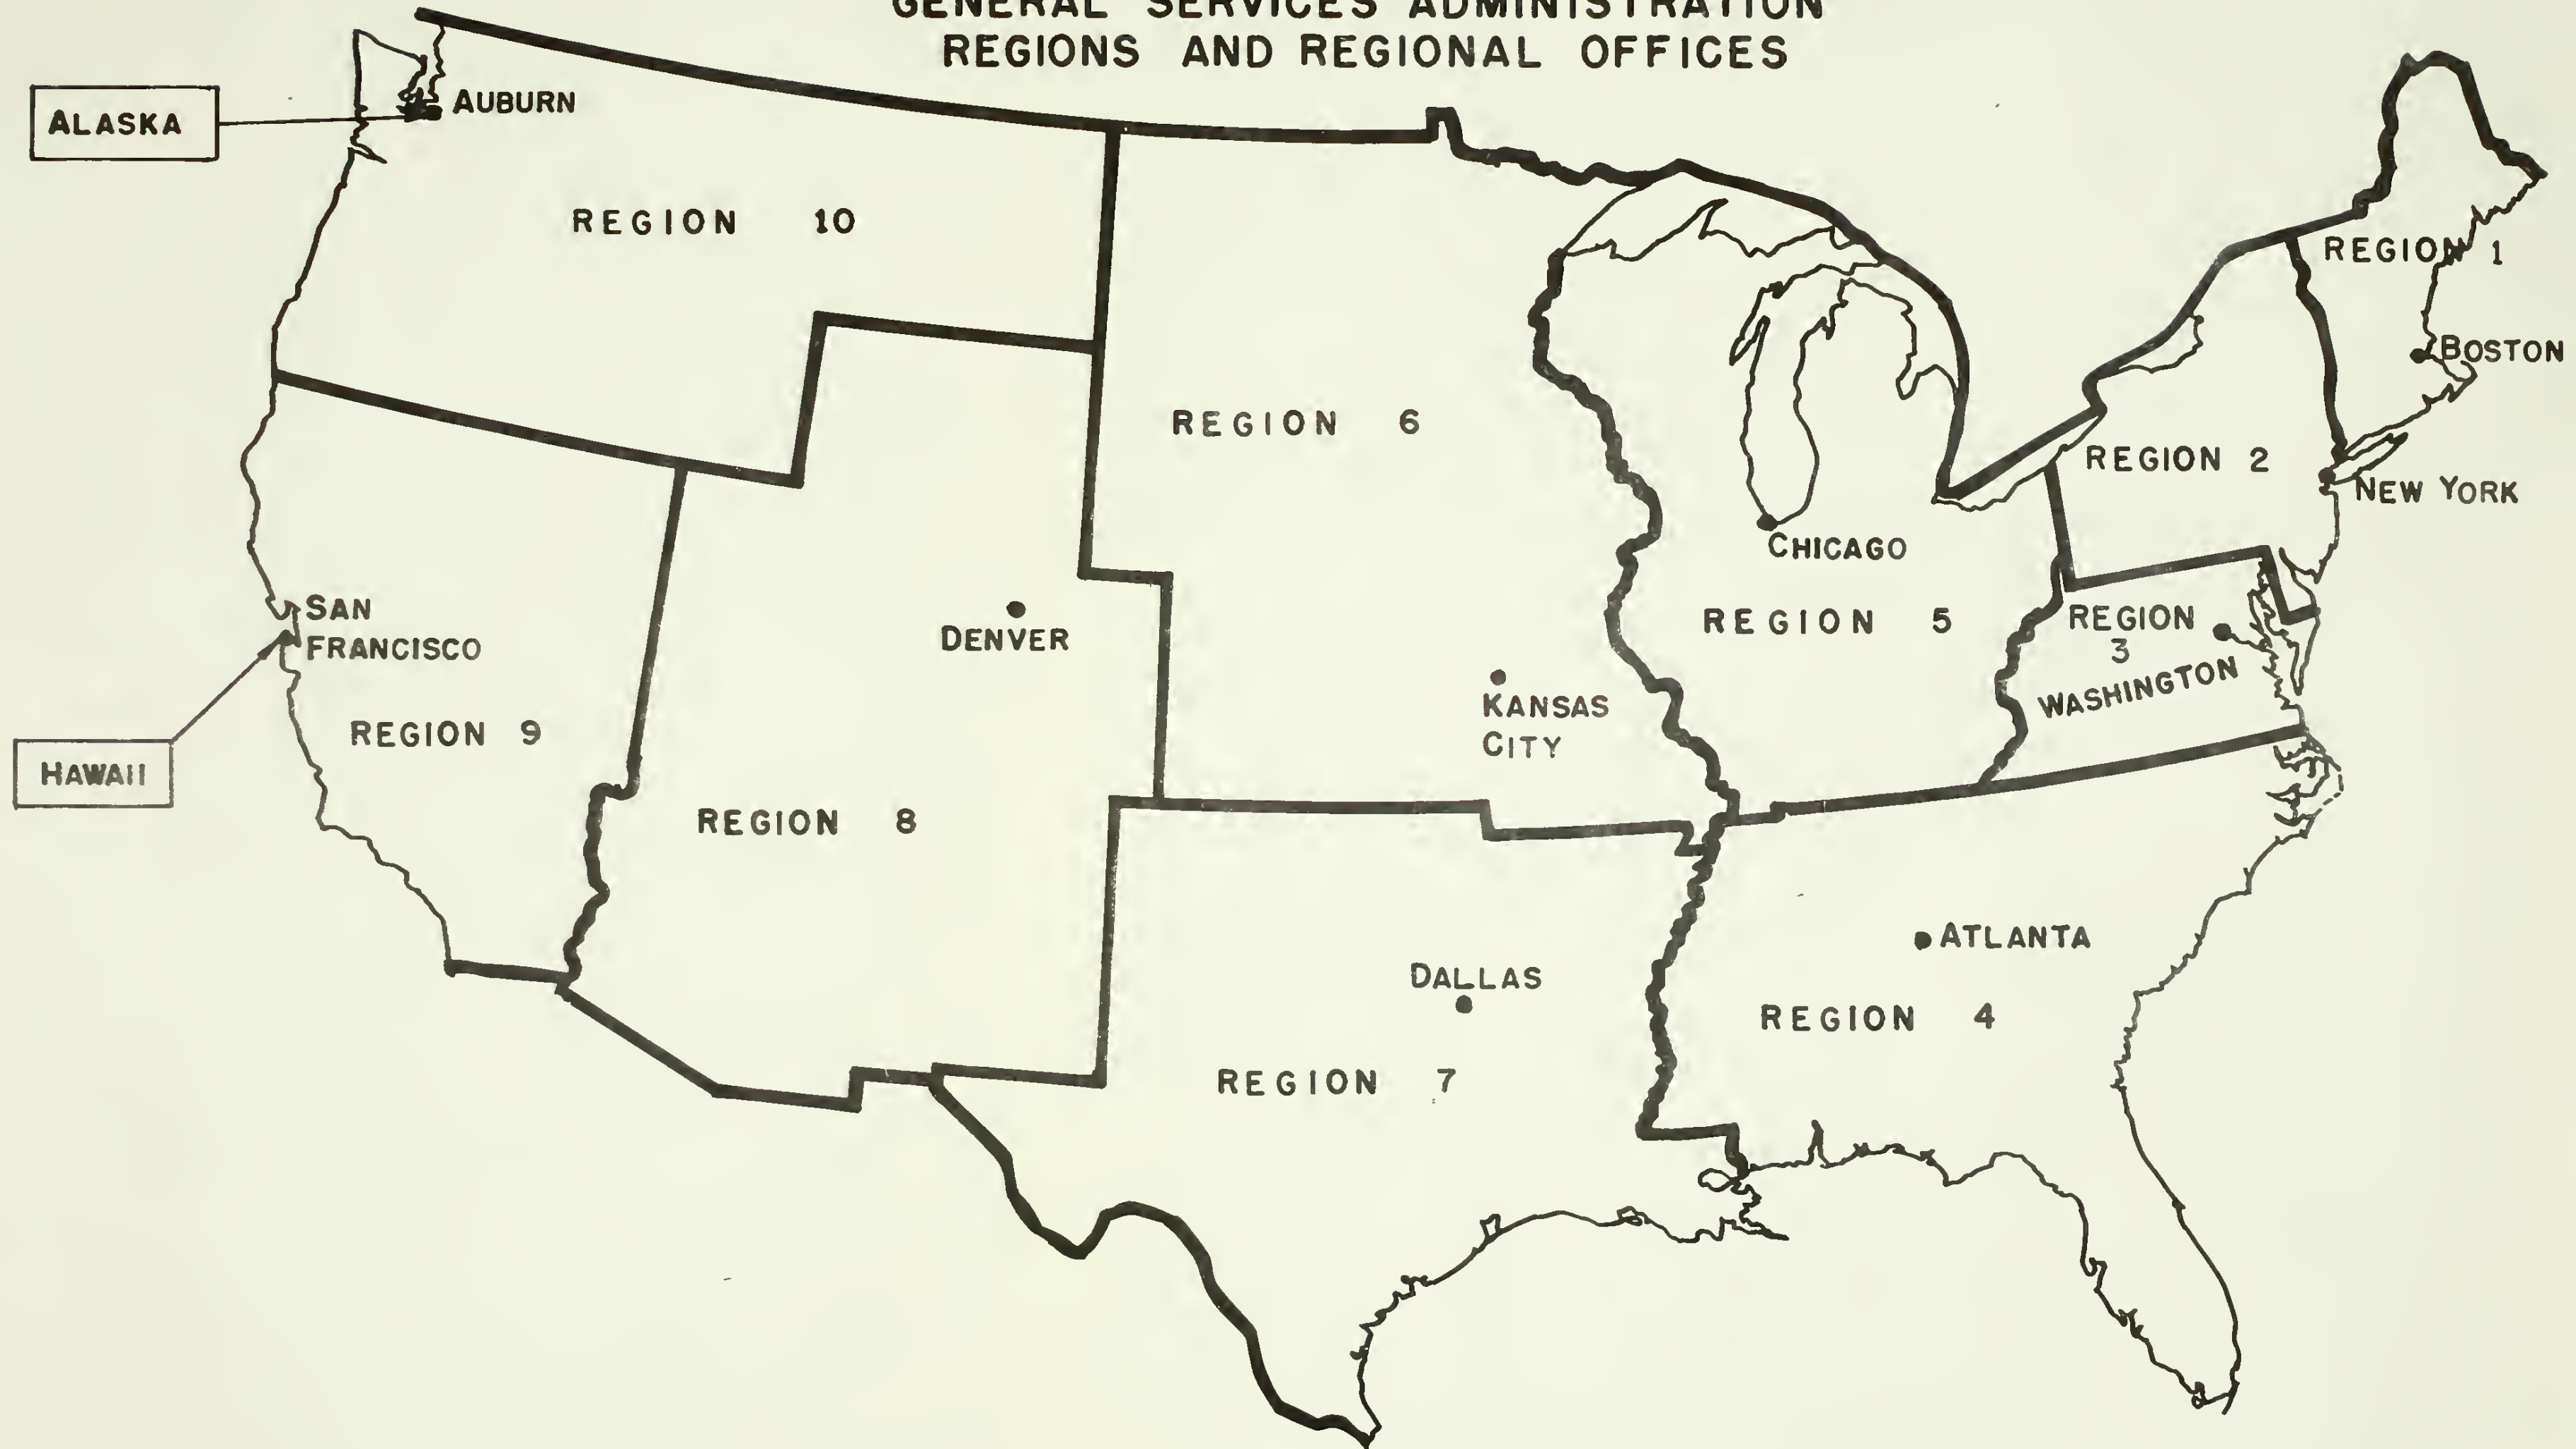 GENERAL SERVICES ADMINISTRATION
REGIONS AND REGIONAL OFFICES
ALASKA
AUBURN
REGION 10
REGION 1
BOSTON
REGION 6
REGION 2
NEW YORK
CHICAGO
SAN
FRANCISCO
DENVER
REGION 5
REGION
3
WASHINGTON
KANSAS
CITY
REGION 9
HAWAII
REGION 8
ATLANTA
DALLAS
REGION 4
REGION 7